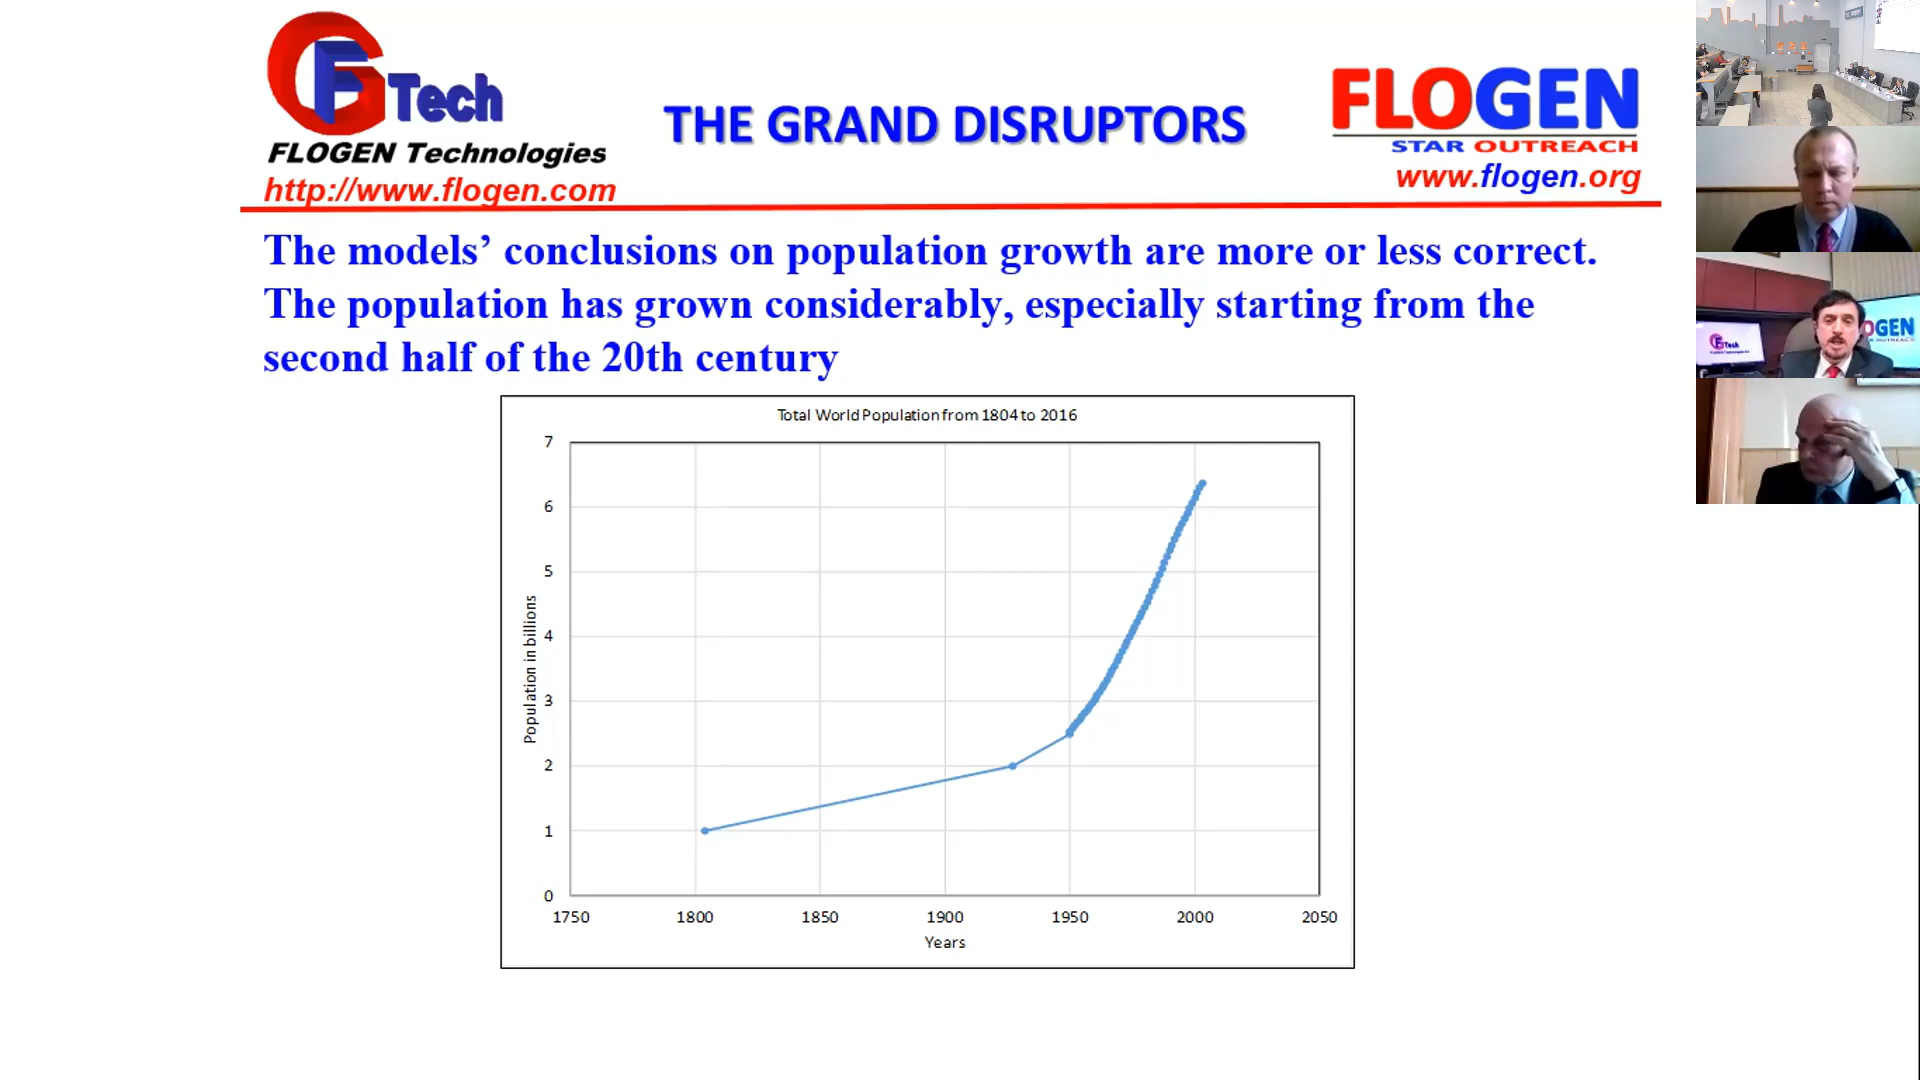 GF Tech
FLOGEN Technologies
http://www.flogen.com
THE GRAND DISRUPTORS
FLOGEN
STAR OUTREACH
www.flogen.org
The models’ conclusions on population growth are more or less correct.
The population has grown considerably, especially starting from the
second half of the 20th century
Total World Population from 1804 to 2016
Population in billions
7
6
5
4
3
2
1
0
1750 1800 1850 1900 1950 2000 2050
Years
Tech
OGEN